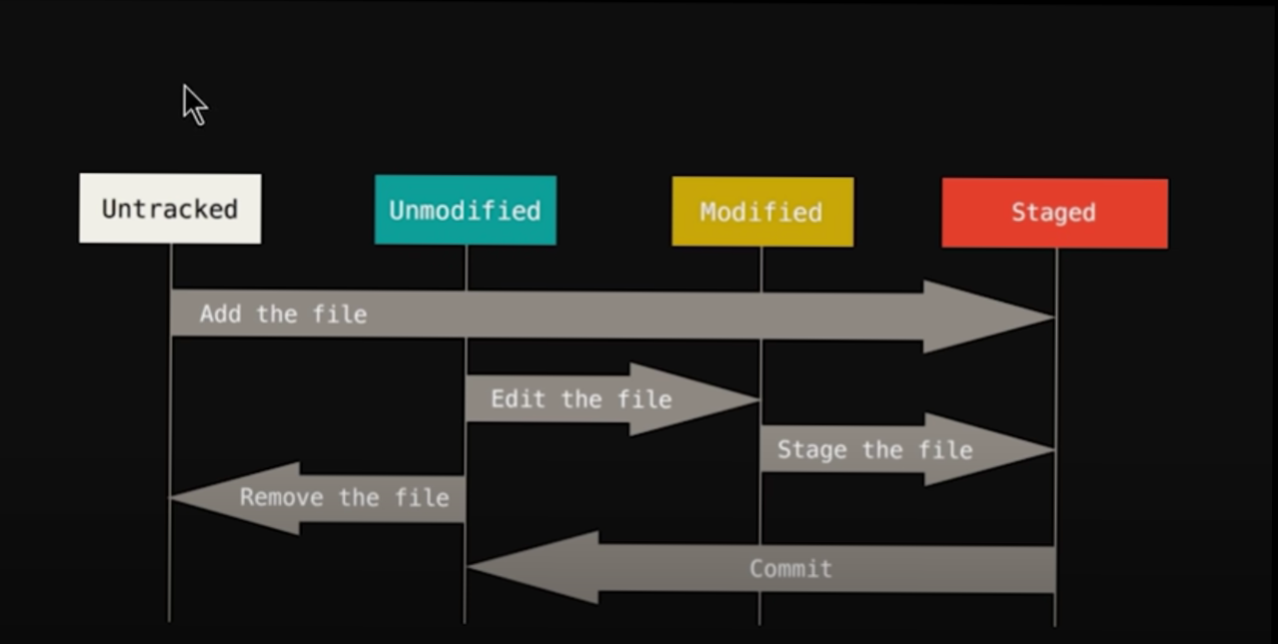 Untracked
Unmodified
Modified
Staged
Add the file
Edit the file
Stage the file
Remove the file
Commit